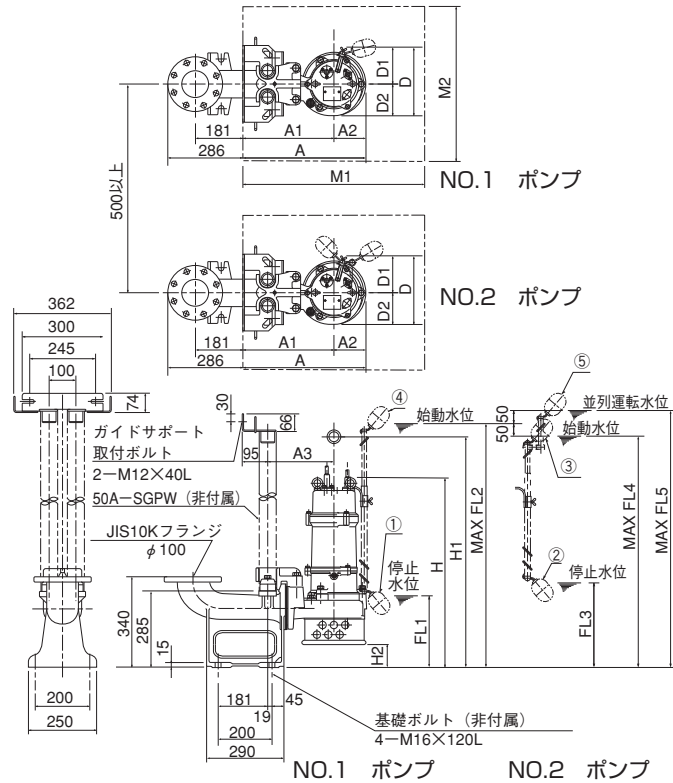 D1
D
D2
M2
181
A1
A2
286
A
M1
NO.1 ポンプ
500以上
D1
D
D2
NO.2 ポンプ
181
A1
A2
286
A
362
300
245
100
74
30
66
95
A3
ガイドサポート
取付ボルト
2－M12×40L
50A－SGPW（非付属）
JIS10Kフランジ
φ100
④
始動水位
⑤
並列運転水位
50
50
始動水位
③
①
停止
水位
②
停止水位
FL1
H2
H
H1
MAX FL2
FL3
MAX FL4
MAX FL5
340
285
15
200
250
181
45
19
200
290
基礎ボルト（非付属）
4－M16×120L
NO.1 ポンプ
NO.2 ポンプ